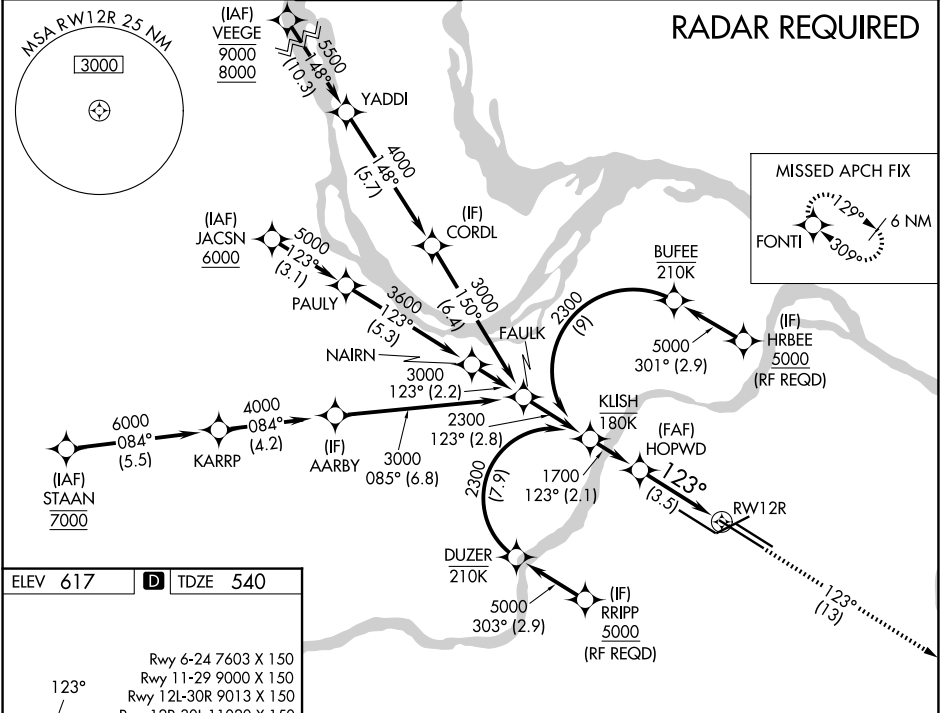 RADAR REQUIRED
MSA RW12R 25 NM
3000
(IAF)
VEEGE
9000
8000
5500
148°
(10.3)
YADDI
4000
148°
(5.7)
(IF)
CORDL
3000
150°
(6.4)
MISSED APCH FIX
FONTI
129°
309°
6 NM
(IAF)
JACSN
6000
5000
123°
(3.1)
PAULY
3600
123°
(5.3)
NAIRN
3000
123° (2.2)
FAULK
2300
123° (2.8)
BUFEE
210K
2300
(9)
5000
301° (2.9)
(IF)
HRBEE
5000
(RF REQD)
(IAF)
STAAN
7000
6000
084°
(5.5)
KARRP
4000
084°
(4.2)
(IF)
AARBY
3000
085° (6.8)
KLISH
180K
1700
123° (2.1)
(FAF)
HOPWD
123°
(3.5)
RW12R
2300
(7.9)
DUZER
210K
5000
303° (2.9)
(IF)
RRIPP
5000
(RF REQD)
123°
(13)
ELEV 617
D
TDZE 540
Rwy 6-24 7603 X 150
Rwy 11-29 9000 X 150
Rwy 12L-30R 9013 X 150
123°